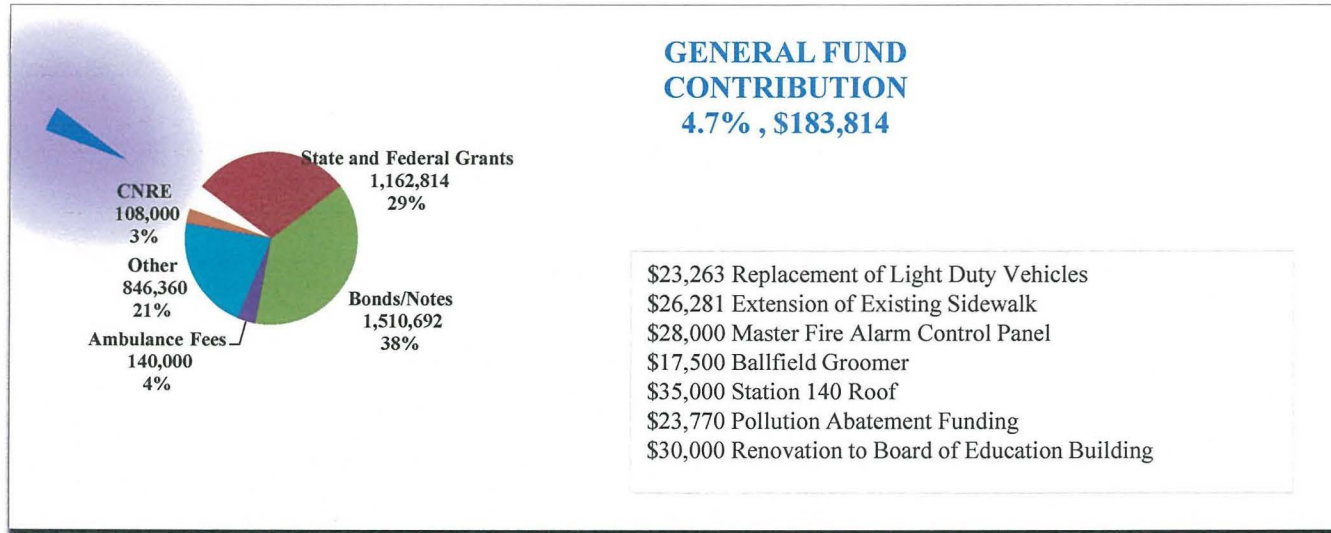 GENERAL FUND
CONTRIBUTION
4.7% , $183,814
State and Federal Grants
1,162,814
29%
CNRE
108,000
3%
Other
846,360
21%
Ambulance Fees
140,000
4%
Bonds/Notes
1,510,692
38%
$23,263 Replacement of Light Duty Vehicles
$26,281 Extension of Existing Sidewalk
$28,000 Master Fire Alarm Control Panel
$17,500 Ballfield Groomer
$35,000 Station 140 Roof
$23,770 Pollution Abatement Funding
$30,000 Renovation to Board of Education Building